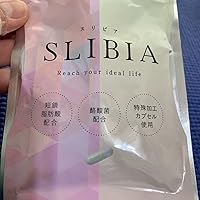 スリビア
SLIBIA
Reach your ideal life
短鎖
脂肪酸
配合
酪酸菌
配合
特殊加工
カプセル
使用